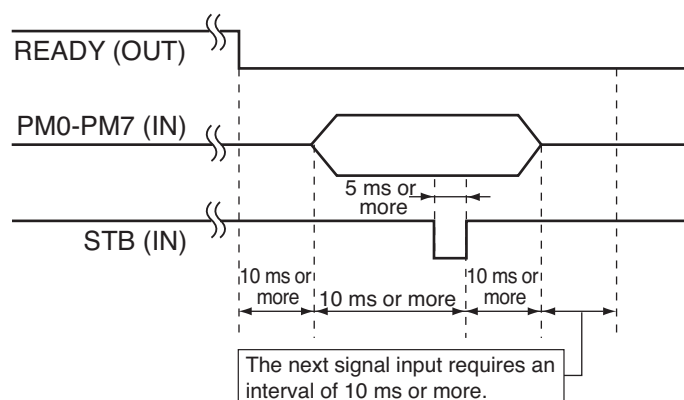 READY (OUT)
PM0-PM7 (IN)
5 ms or
more
STB (IN)
10 ms or
more
10 ms or more
10 ms or
more
The next signal input requires an
interval of 10 ms or more.